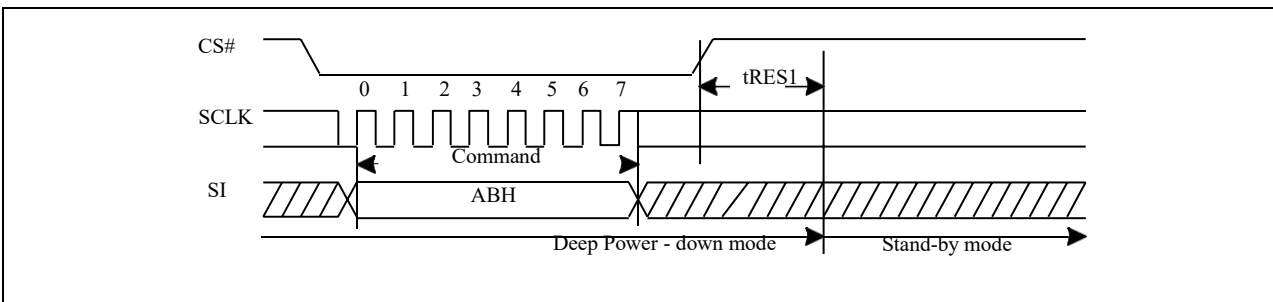 CS#
tRES1
0 1 2 3 4 5 6 7
SCLK
Command
SI
ABH
Deep Power - down mode
Stand-by mode